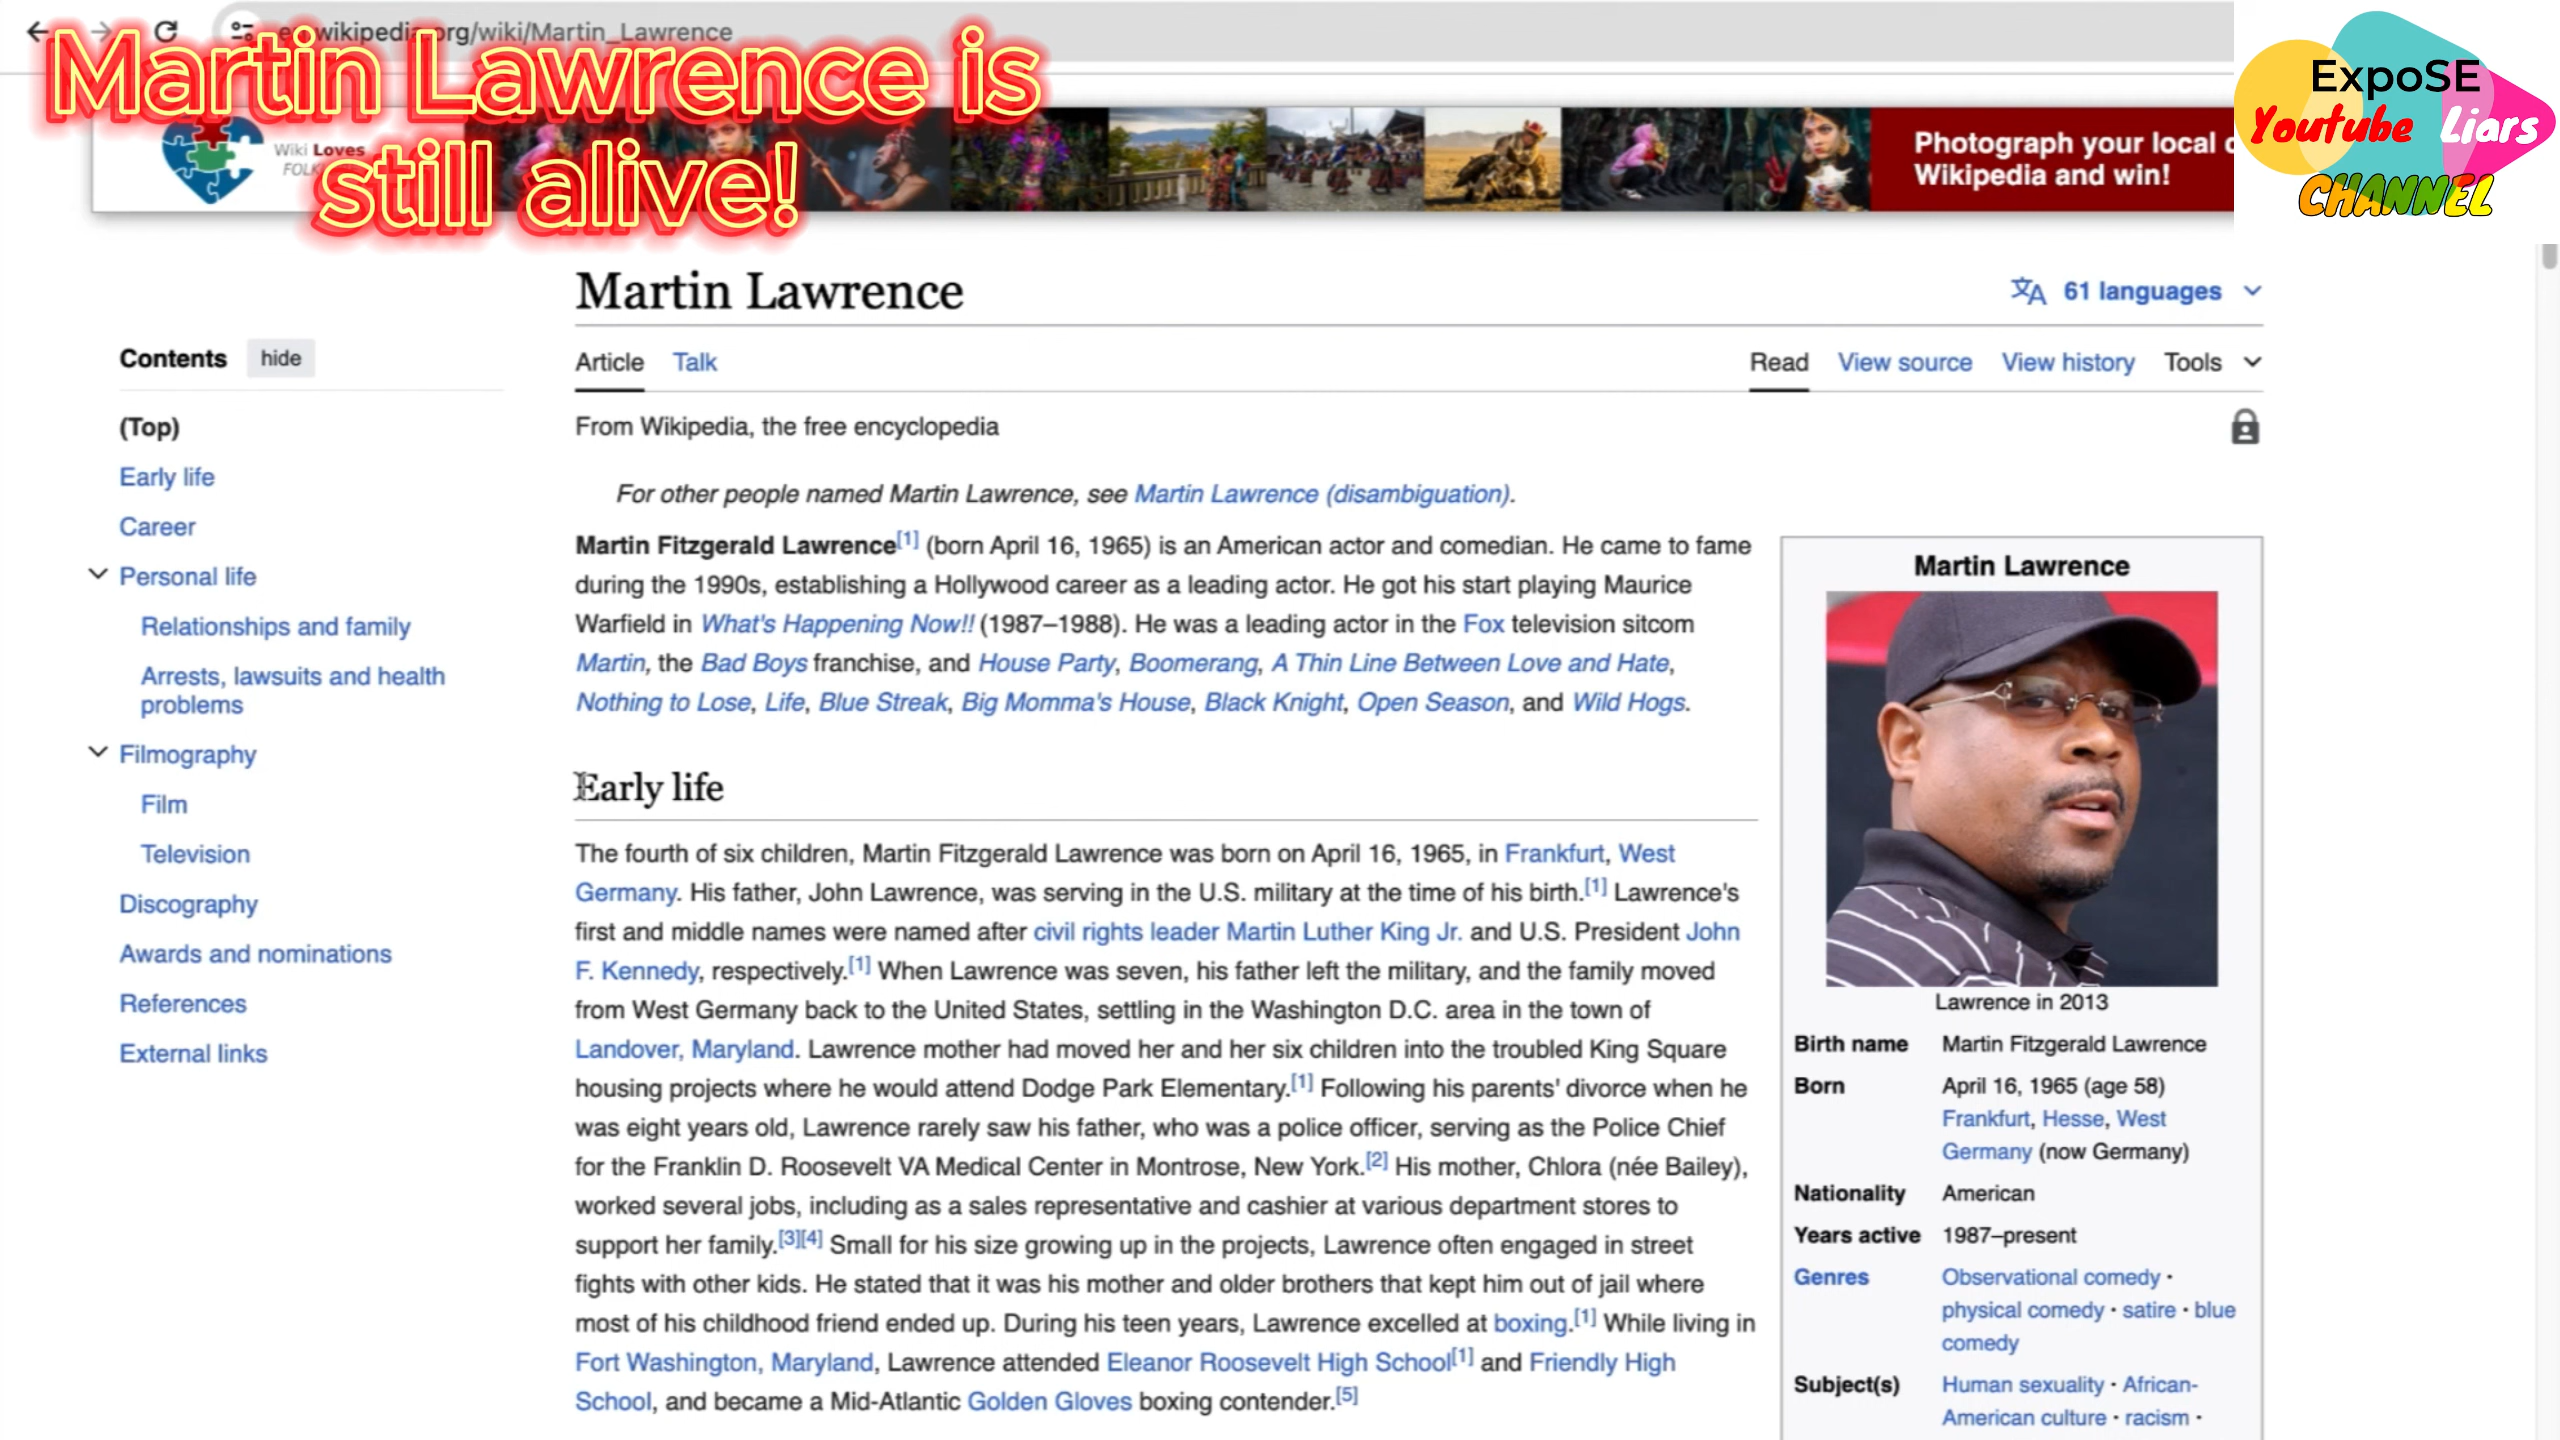 en.wikipedia.org/wiki/Martin_Lawrence
Martin Lawrence is
still alive!
ExpoSE
Youtube Liars
CHANNEL
Wiki Loves
Photograph your local
Wikipedia and win!
Martin Lawrence
61 languages
Contents hide
Article Talk
Read View source View history Tools
(Top)
Early life
Career
Personal life
Relationships and family
Arrests, lawsuits and health
problems
Filmography
Film
Television
Discography
Awards and nominations
References
External links
From Wikipedia, the free encyclopedia
For other people named Martin Lawrence, see Martin Lawrence (disambiguation).
Martin Fitzgerald Lawrence[1] (born April 16, 1965) is an American actor and comedian. He came to fame
during the 1990s, establishing a Hollywood career as a leading actor. He got his start playing Maurice
Warfield in What's Happening Now!! (1987–1988). He was a leading actor in the Fox television sitcom
Martin, the Bad Boys franchise, and House Party, Boomerang, A Thin Line Between Love and Hate,
Nothing to Lose, Life, Blue Streak, Big Momma's House, Black Knight, Open Season, and Wild Hogs.
Early life
The fourth of six children, Martin Fitzgerald Lawrence was born on April 16, 1965, in Frankfurt, West
Germany. His father, John Lawrence, was serving in the U.S. military at the time of his birth.[1] Lawrence's
first and middle names were named after civil rights leader Martin Luther King Jr. and U.S. President John
F. Kennedy, respectively.[1] When Lawrence was seven, his father left the military, and the family moved
from West Germany back to the United States, settling in the Washington D.C. area in the town of
Landover, Maryland. Lawrence mother had moved her and her six children into the troubled King Square
housing projects where he would attend Dodge Park Elementary.[1] Following his parents' divorce when he
was eight years old, Lawrence rarely saw his father, who was a police officer, serving as the Police Chief
for the Franklin D. Roosevelt VA Medical Center in Montrose, New York.[2] His mother, Chlora (née Bailey),
worked several jobs, including as a sales representative and cashier at various department stores to
support her family.[3][4] Small for his size growing up in the projects, Lawrence often engaged in street
fights with other kids. He stated that it was his mother and older brothers that kept him out of jail where
most of his childhood friend ended up. During his teen years, Lawrence excelled at boxing.[1] While living in
Fort Washington, Maryland, Lawrence attended Eleanor Roosevelt High School[1] and Friendly High
School, and became a Mid-Atlantic Golden Gloves boxing contender.[5]
Martin Lawrence
Lawrence in 2013
Birth name Martin Fitzgerald Lawrence
Born April 16, 1965 (age 58)
Frankfurt, Hesse, West
Germany (now Germany)
Nationality American
Years active 1987–present
Genres Observational comedy ·
physical comedy · satire · blue
comedy
Subject(s) Human sexuality · African-
American culture · racism ·